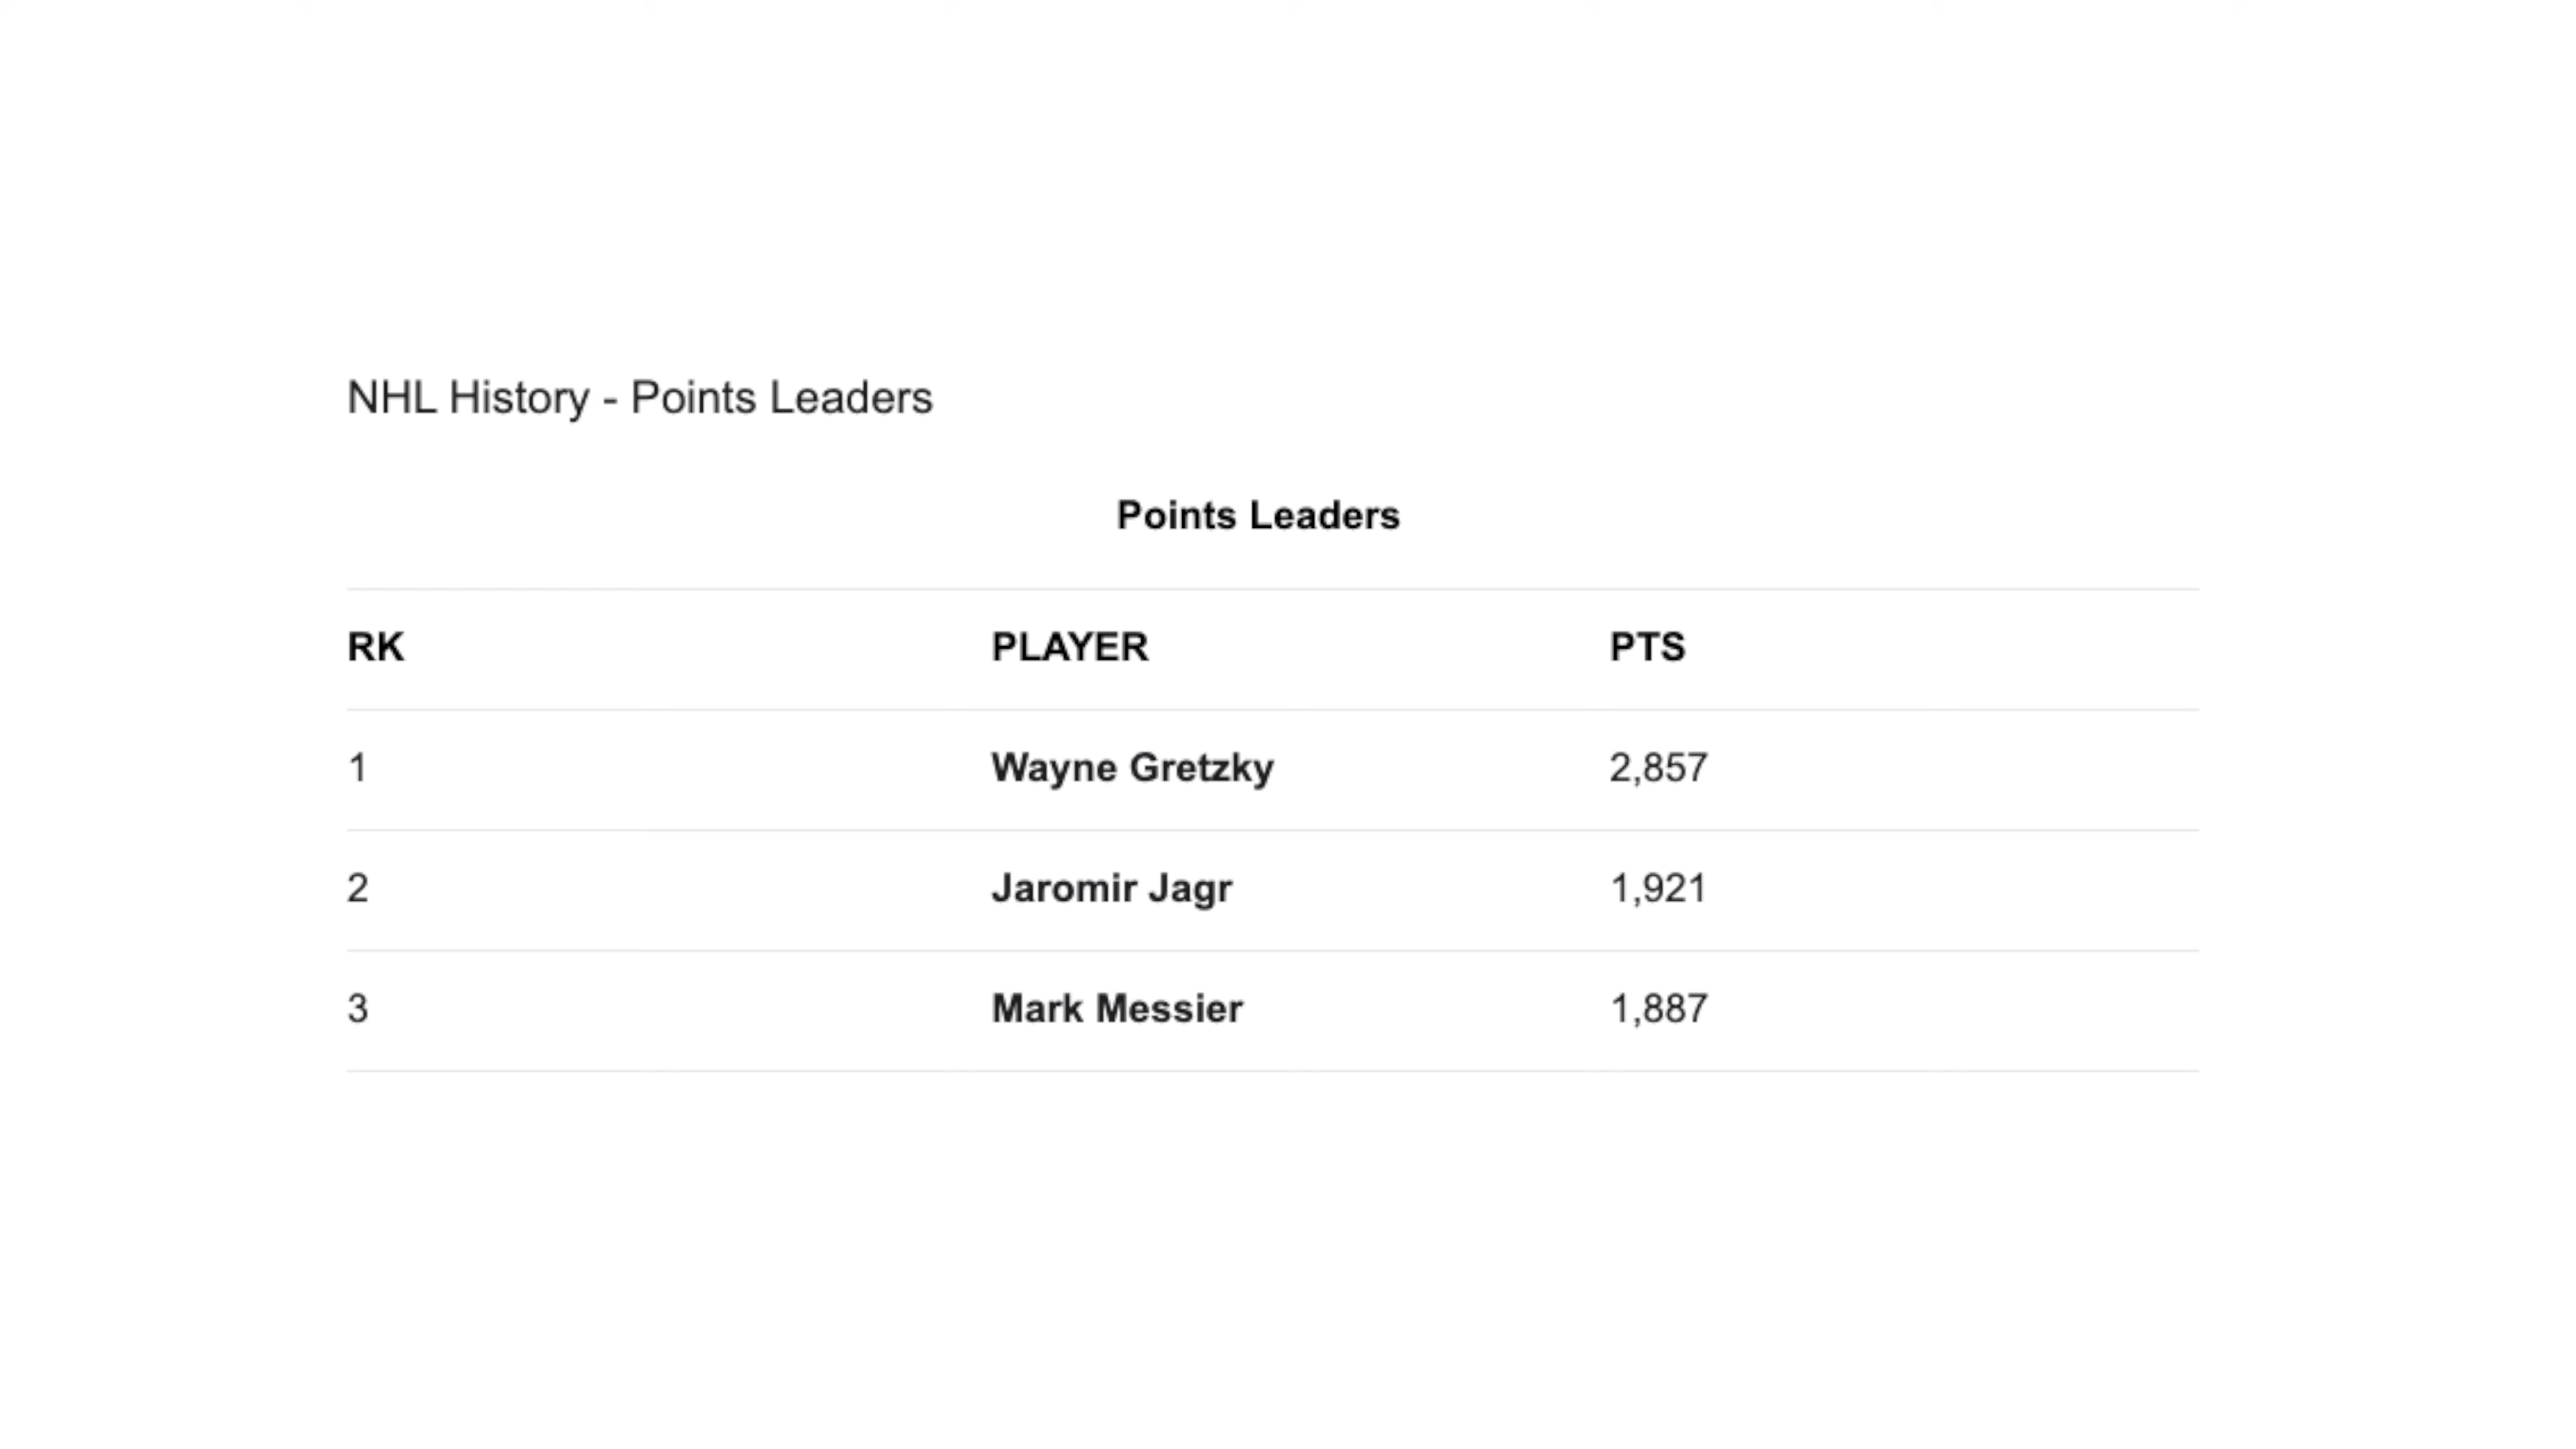 NHL History - Points Leaders
Points Leaders
RK PLAYER PTS
1 Wayne Gretzky 2,857
2 Jaromir Jagr 1,921
3 Mark Messier 1,887